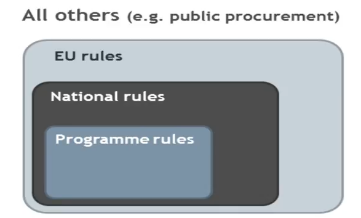 All others (e.g. public procurement)
EU rules
National rules
Programme rules